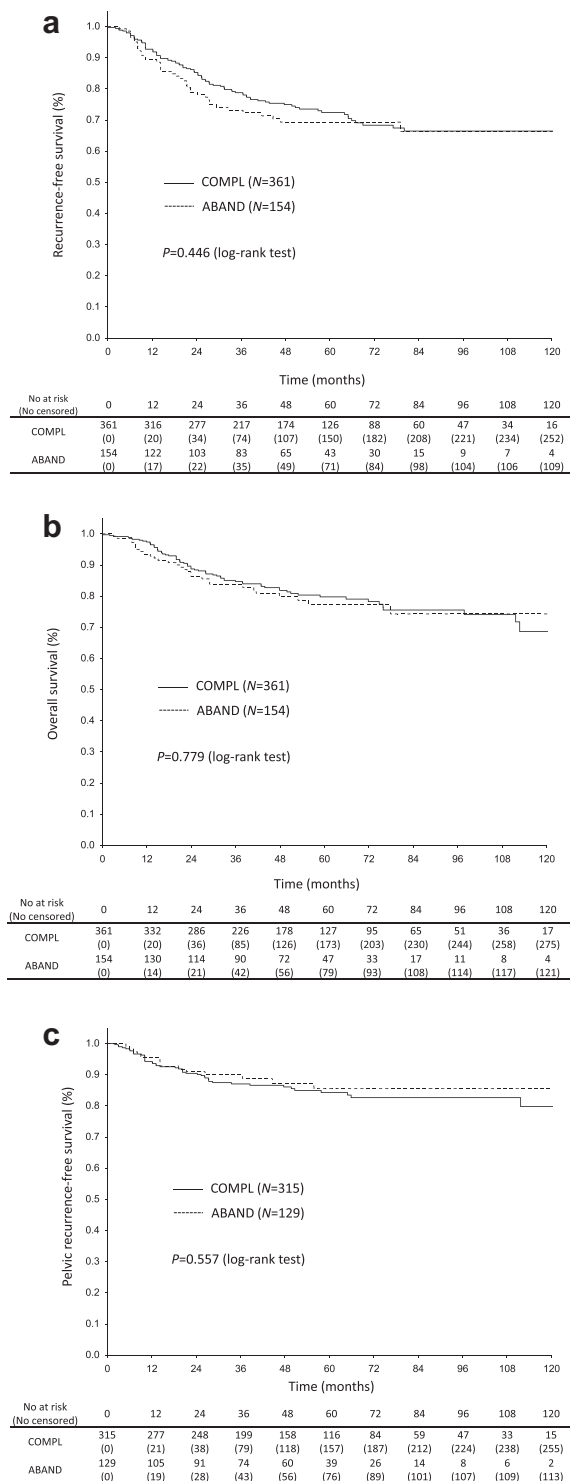 a
Recurrence-free survival (%)
1.0
0.9
0.8
0.7
0.6
0.5
0.4
0.3
0.2
0.1
0.0
COMPL (N=361)
ABAND (N=154)
P=0.446 (log-rank test)
0 12 24 36 48 60 72 84 96 108 120
Time (months)
No at risk
(No censored) 0 12 24 36 48 60 72 84 96 108 120
COMPL 361 316 277 217 174 126 88 60 47 34 16
(0) (20) (34) (74) (107) (150) (182) (208) (221) (234) (252)
ABAND 154 122 103 83 65 43 30 15 9 7 4
(0) (17) (22) (35) (49) (71) (84) (98) (104) (106 (109)
b
Overall survival (%)
1.0
0.9
0.8
0.7
0.6
0.5
0.4
0.3
0.2
0.1
0.0
COMPL (N=361)
ABAND (N=154)
P=0.779 (log-rank test)
0 12 24 36 48 60 72 84 96 108 120
Time (months)
No at risk
(No censored) 0 12 24 36 48 60 72 84 96 108 120
COMPL 361 332 286 226 178 127 95 65 51 36 17
(0) (20) (36) (85) (126) (173) (203) (230) (244) (258) (275)
ABAND 154 130 114 90 72 47 33 17 11 8 4
(0) (14) (21) (42) (56) (79) (93) (108) (114) (117) (121)
c
Pelvic recurrence-free survival (%)
1.0
0.9
0.8
0.7
0.6
0.5
0.4
0.3
0.2
0.1
0.0
COMPL (N=315)
ABAND (N=129)
P=0.557 (log-rank test)
0 12 24 36 48 60 72 84 96 108 120
Time (months)
No at risk
(No censored) 0 12 24 36 48 60 72 84 96 108 120
COMPL 315 277 248 199 158 116 84 59 47 33 15
(0) (21) (38) (79) (118) (157) (187) (212) (224) (238) (255)
ABAND 129 105 91 74 60 39 26 14 8 6 2
(0) (19) (28) (43) (56) (76) (89) (101) (107) (109) (113)